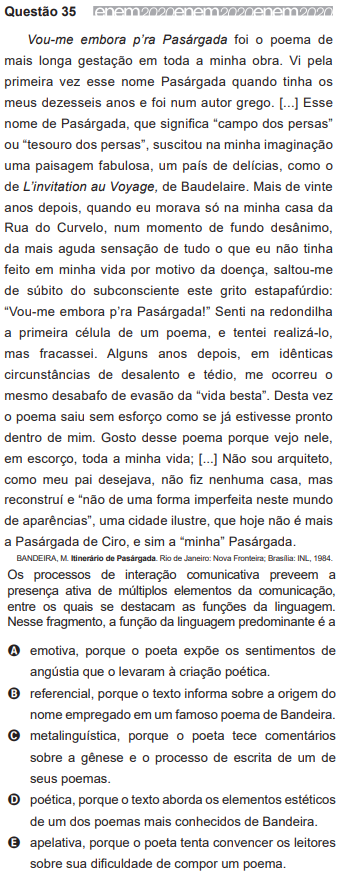 Questão 35 enem2020enem2020enem2020
Vou-me embora p’ra Pasárgada foi o poema de
mais longa gestação em toda a minha obra. Vi pela
primeira vez esse nome Pasárgada quando tinha os
meus dezesseis anos e foi num autor grego. [...] Esse
nome de Pasárgada, que significa “campo dos persas”
ou “tesouro dos persas”, suscitou na minha imaginação
uma paisagem fabulosa, um país de delícias, como o
de L’invitation au Voyage, de Baudelaire. Mais de vinte
anos depois, quando eu morava só na minha casa da
Rua do Curvelo, num momento de fundo desânimo,
da mais aguda sensação de tudo o que eu não tinha
feito em minha vida por motivo da doença, saltou-me
de súbito do subconsciente este grito estapafúrdio:
“Vou-me embora p’ra Pasárgada!” Senti na redondilha
a primeira célula de um poema, e tentei realizá-lo,
mas fracassei. Alguns anos depois, em idênticas
circunstâncias de desalento e tédio, me ocorreu o
mesmo desabafo de evasão da “vida besta”. Desta vez
o poema saiu sem esforço como se já estivesse pronto
dentro de mim. Gosto desse poema porque vejo nele,
em escorço, toda a minha vida; [...] Não sou arquiteto,
como meu pai desejava, não fiz nenhuma casa, mas
reconstruí e “não de uma forma imperfeita neste mundo
de aparências”, uma cidade ilustre, que hoje não é mais
a Pasárgada de Ciro, e sim a “minha” Pasárgada.
BANDEIRA, M. Itinerário de Pasárgada. Rio de Janeiro: Nova Fronteira; Brasília: INL, 1984.
Os processos de interação comunicativa preveem a
presença ativa de múltiplos elementos da comunicação,
entre os quais se destacam as funções da linguagem.
Nesse fragmento, a função da linguagem predominante é a
A emotiva, porque o poeta expõe os sentimentos de
angústia que o levaram à criação poética.
B referencial, porque o texto informa sobre a origem do
nome empregado em um famoso poema de Bandeira.
C metalinguística, porque o poeta tece comentários
sobre a gênese e o processo de escrita de um de
seus poemas.
D poética, porque o texto aborda os elementos estéticos
de um dos poemas mais conhecidos de Bandeira.
E apelativa, porque o poeta tenta convencer os leitores
sobre sua dificuldade de compor um poema.